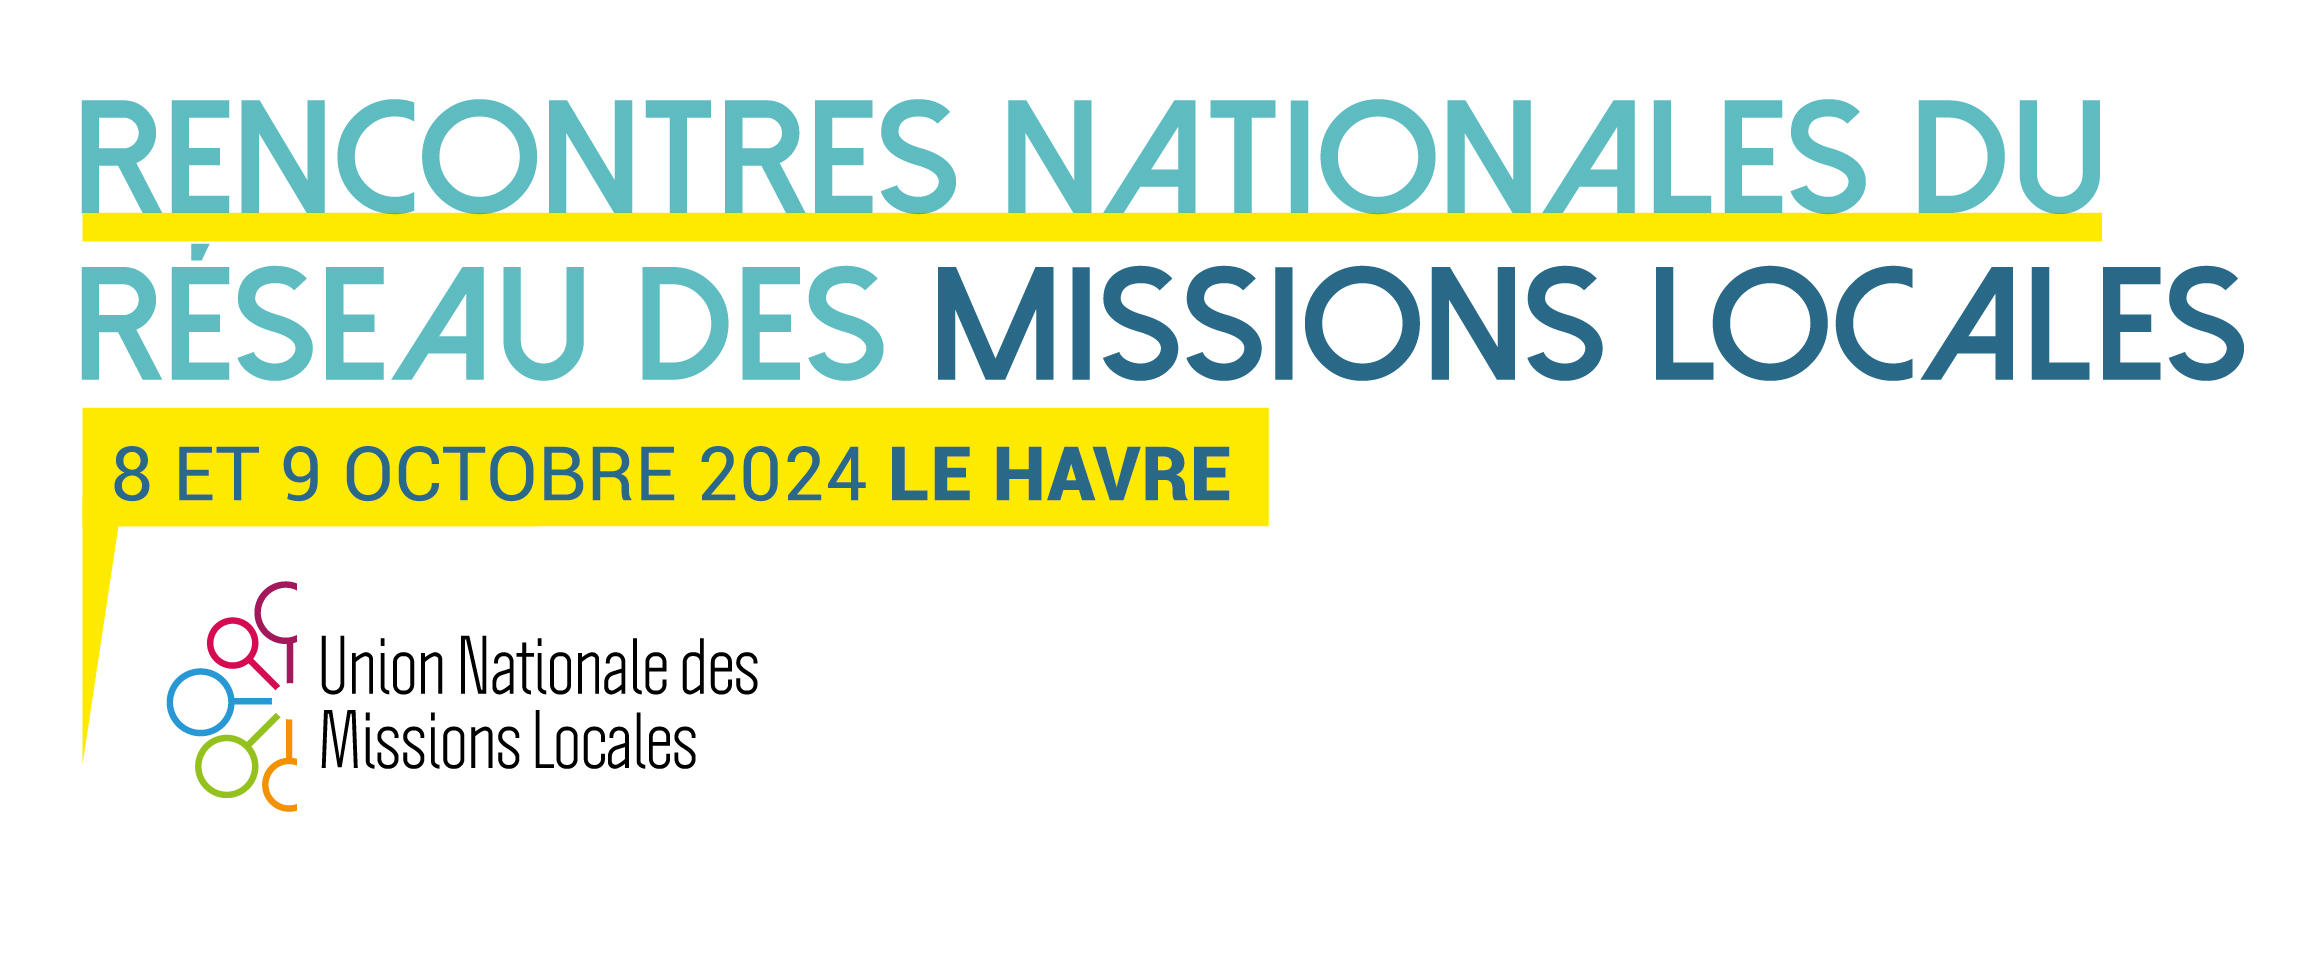 RENCONTRES NATIONALES DU
RÉSEAU DES MISSIONS LOCALES
8 ET 9 OCTOBRE 2024 LE HAVRE
Union Nationale des
Missions Locales